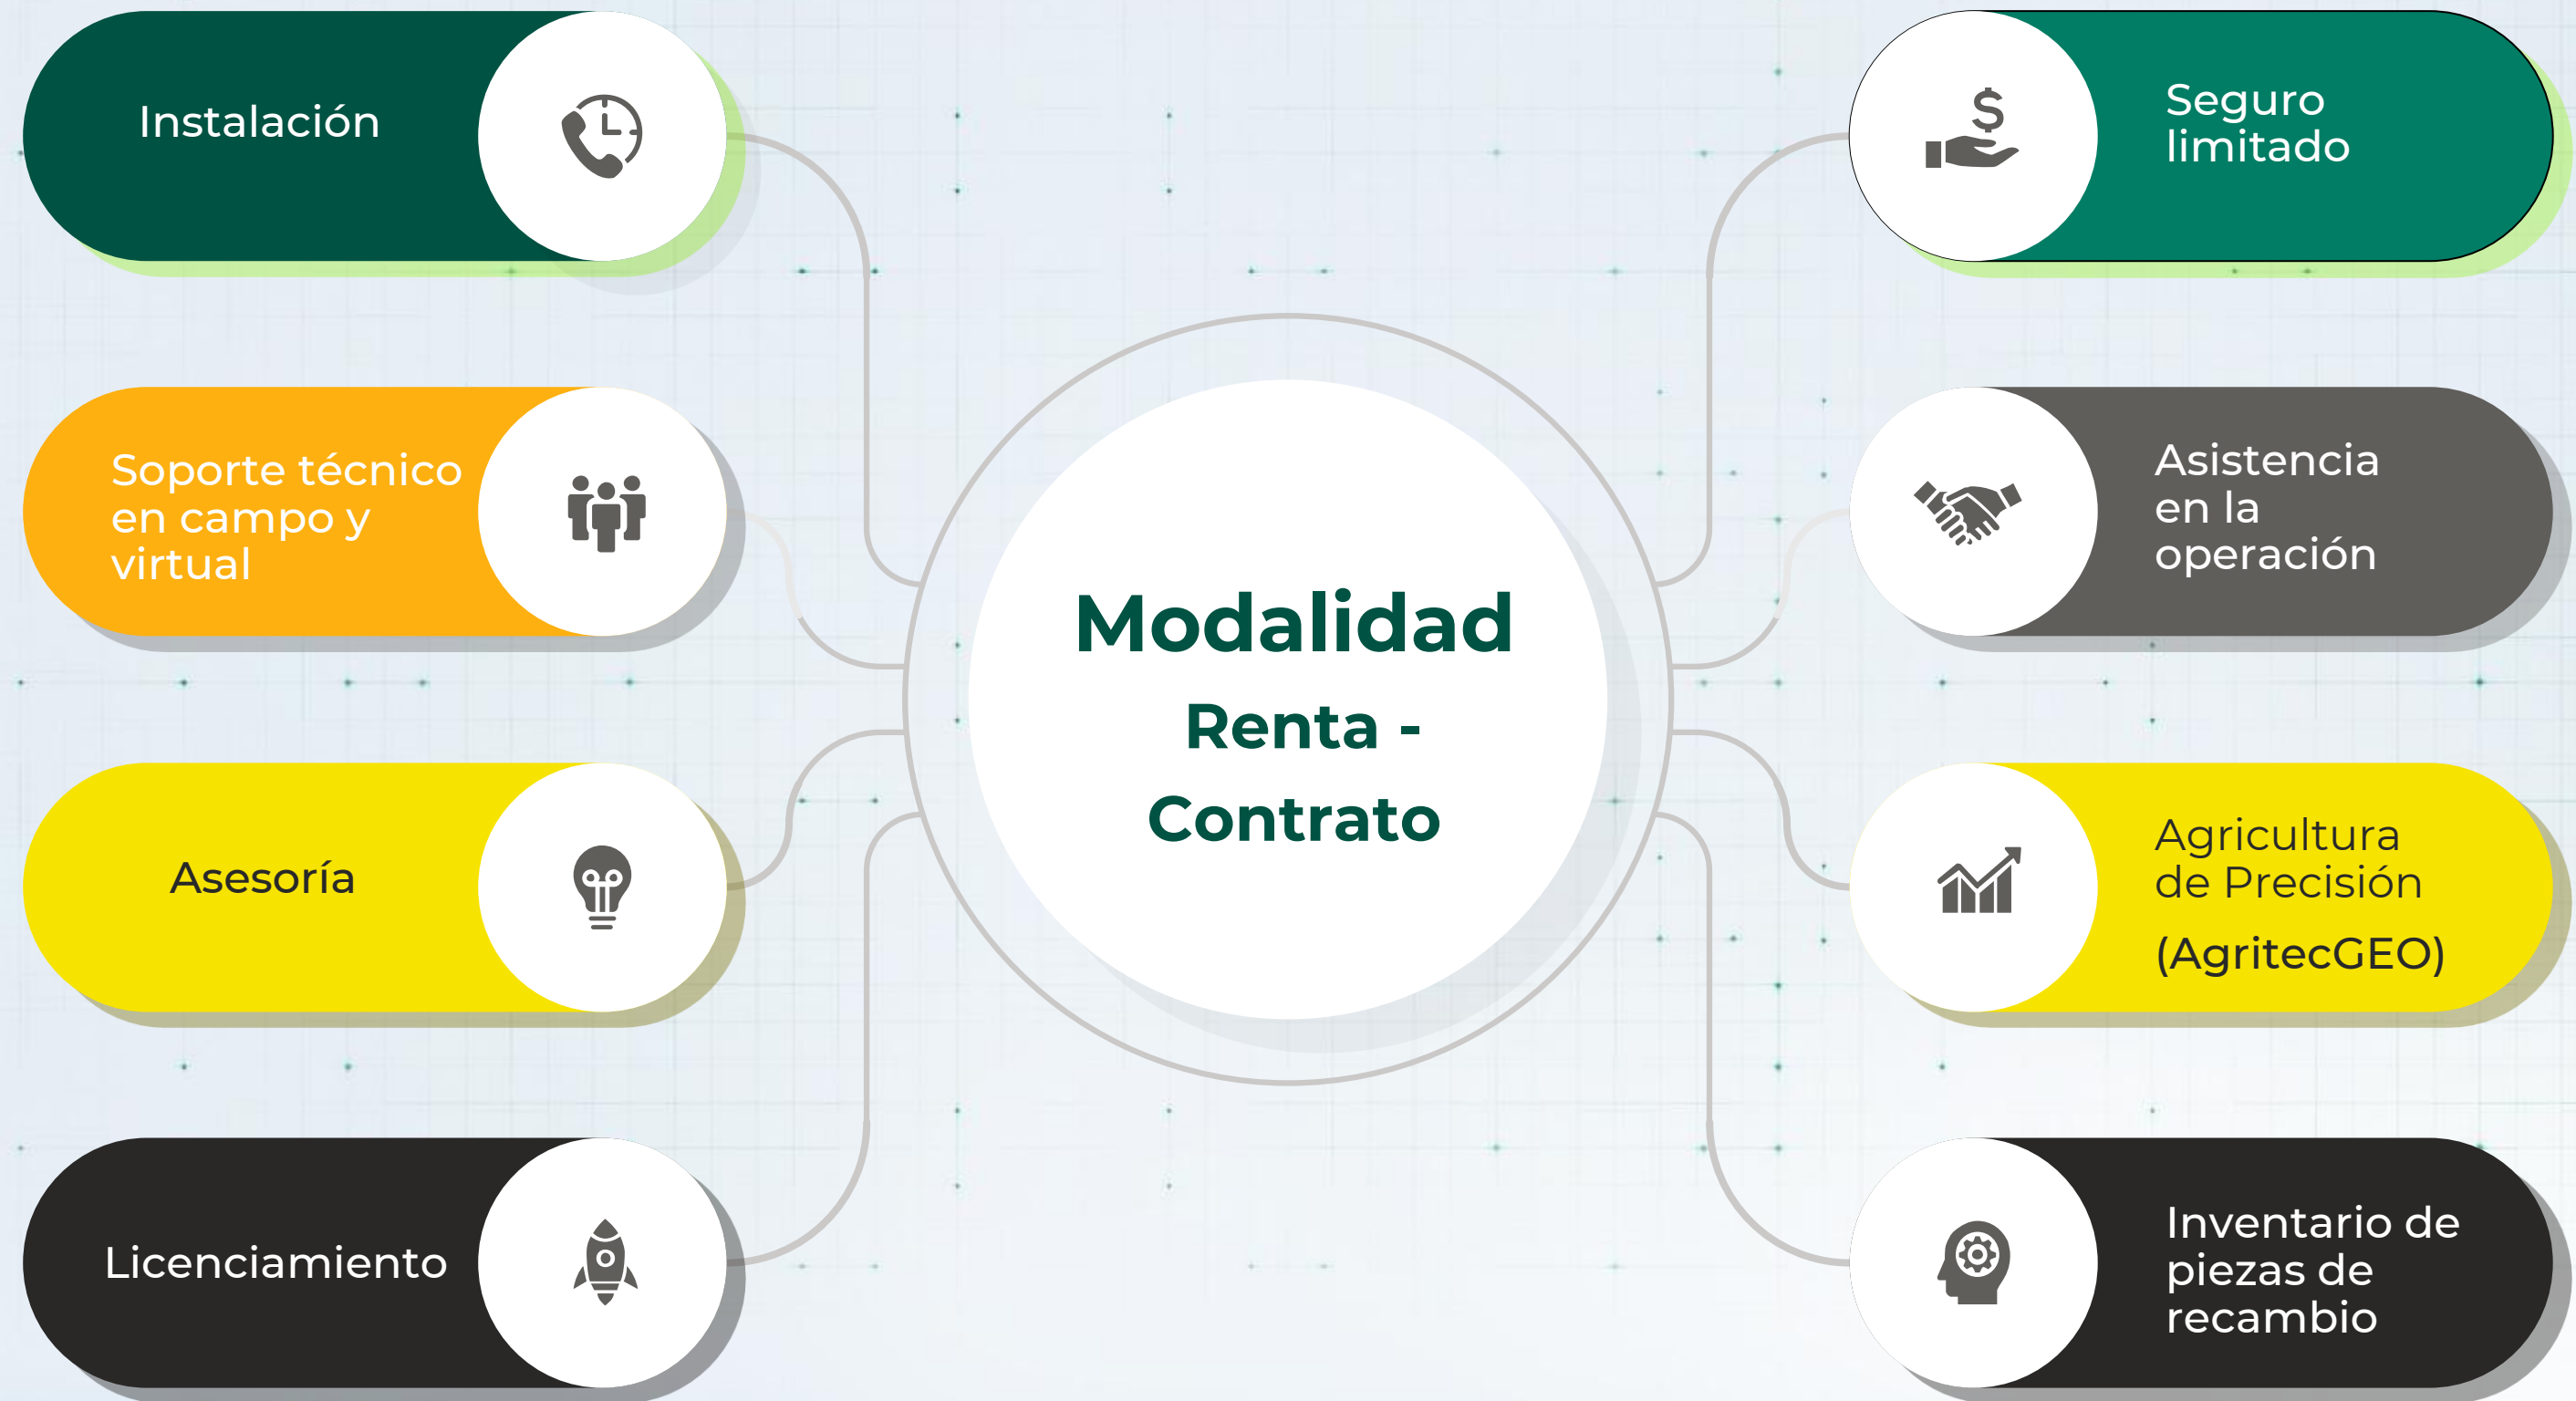 Instalación
Soporte técnico
en campo y
virtual
Asesoría
Licenciamiento
Modalidad
Renta -
Contrato
Seguro
limitado
Asistencia
en la
operación
Agricultura
de Precisión
(AgritecGEO)
Inventario de
piezas de
recambio